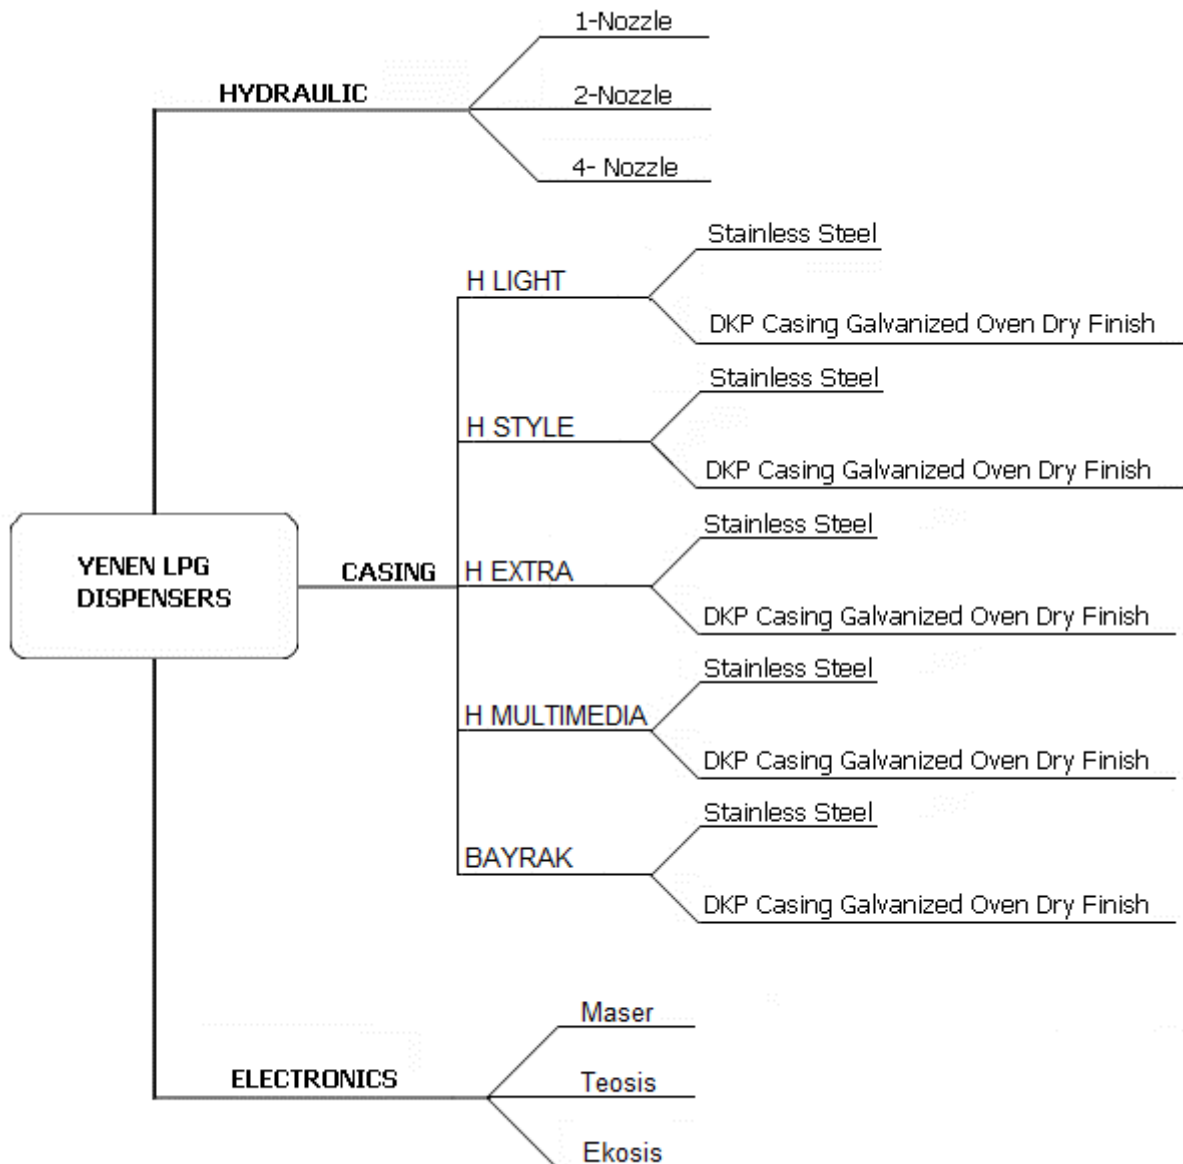 1-Nozzle
HYDRAULIC
2-Nozzle
4- Nozzle
Stainless Steel
H LIGHT
DKP Casing Galvanized Oven Dry Finish
Stainless Steel
H STYLE
DKP Casing Galvanized Oven Dry Finish
Stainless Steel
YENEN LPG
DISPENSERS
CASING
H EXTRA
DKP Casing Galvanized Oven Dry Finish
Stainless Steel
H MULTIMEDIA
DKP Casing Galvanized Oven Dry Finish
Stainless Steel
BAYRAK
DKP Casing Galvanized Oven Dry Finish
Maser
ELECTRONICS
Teosis
Ekosis